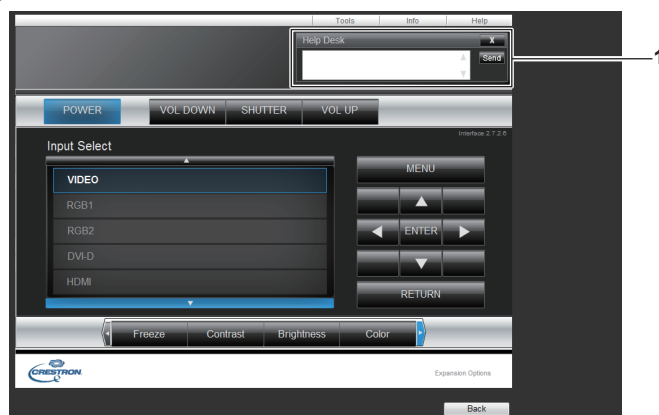 Tools Info Help
Help Desk X
Send
1
POWER VOL DOWN SHUTTER VOL UP
Interface 2.7.2.6
Input Select
VIDEO
RGB1
RGB2
DVI-D
HDMI
MENU
ENTER
RETURN
Freeze Contrast Brightness Color
CRESTRON
Expansion Options
Back